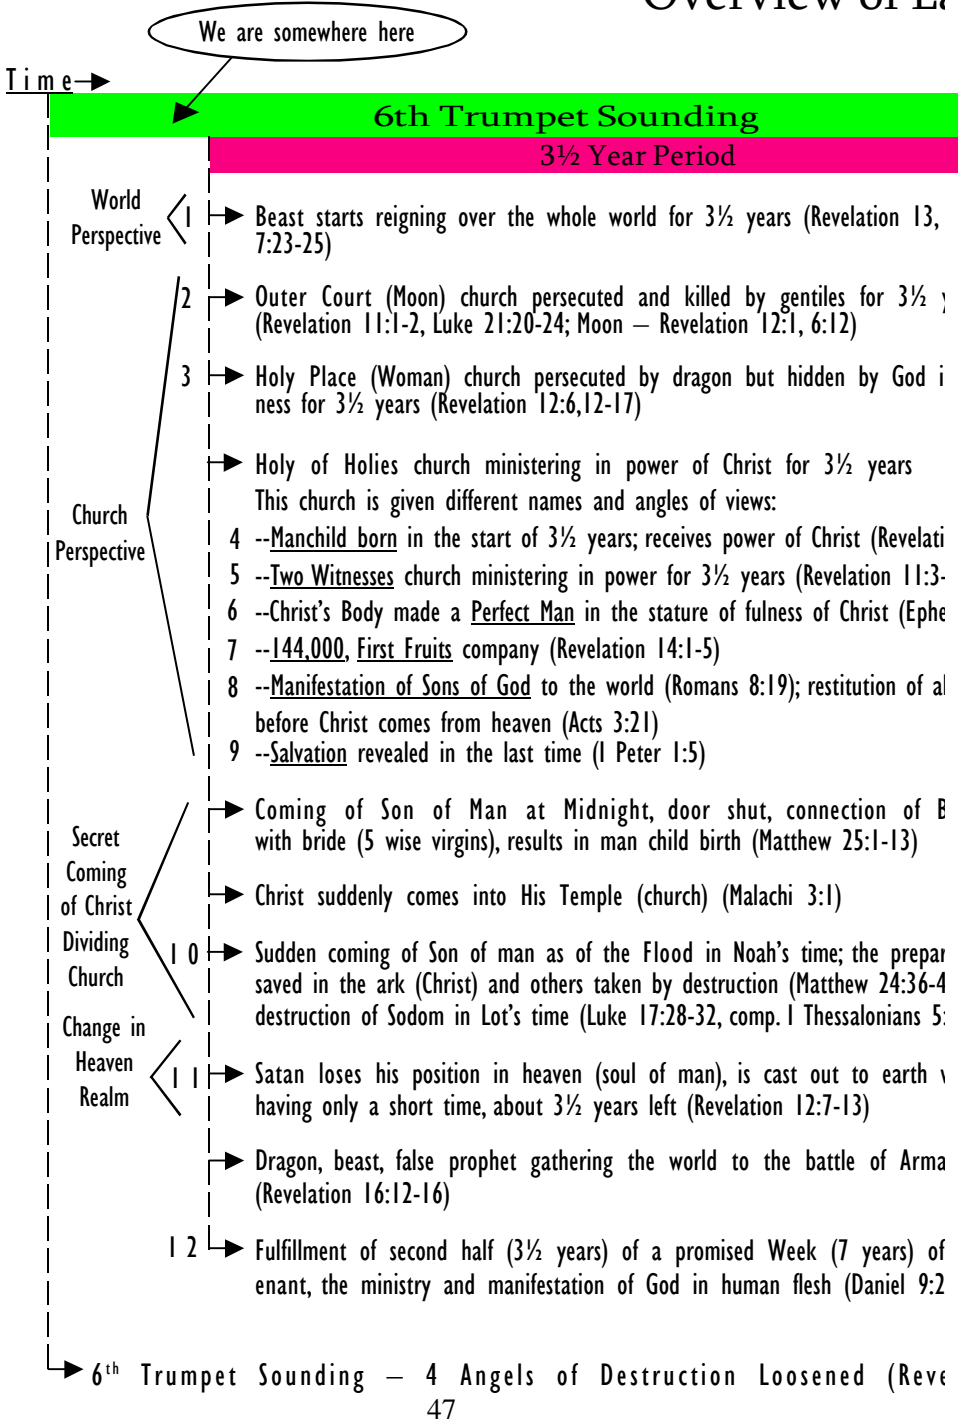 Overview of La
We are somewhere here
Time
6th Trumpet Sounding
3½ Year Period
World
Perspective
1
Beast starts reigning over the whole world for 3½ years (Revelation 13,
7:23-25)
2
Outer Court (Moon) church persecuted and killed by gentiles for 3½
(Revelation 11:1-2, Luke 21:20-24; Moon – Revelation 12:1, 6:12)
3
Holy Place (Woman) church persecuted by dragon but hidden by God i
ness for 3½ years (Revelation 12:6,12-17)
Church
Perspective
Holy of Holies church ministering in power of Christ for 3½ years
This church is given different names and angles of views:
4 --Manchild born in the start of 3½ years; receives power of Christ (Revelati
5 --Two Witnesses church ministering in power for 3½ years (Revelation 11:3-
6 --Christ's Body made a Perfect Man in the stature of fulness of Christ (Ephe
7 --144,000, First Fruits company (Revelation 14:1-5)
8 --Manifestation of Sons of God to the world (Romans 8:19); restitution of al
before Christ comes from heaven (Acts 3:21)
9 --Salvation revealed in the last time (I Peter 1:5)
Secret
Coming
of Christ
Dividing
Church
Coming of Son of Man at Midnight, door shut, connection of B
with bride (5 wise virgins), results in man child birth (Matthew 25:1-13)
Christ suddenly comes into His Temple (church) (Malachi 3:1)
10
Sudden coming of Son of man as of the Flood in Noah's time; the prepar
saved in the ark (Christ) and others taken by destruction (Matthew 24:36-4
destruction of Sodom in Lot's time (Luke 17:28-32, comp. I Thessalonians 5:
Change in
Heaven
Realm
11
Satan loses his position in heaven (soul of man), is cast out to earth
having only a short time, about 3½ years left (Revelation 12:7-13)
Dragon, beast, false prophet gathering the world to the battle of Arma
(Revelation 16:12-16)
12
Fulfillment of second half (3½ years) of a promised Week (7 years) of
enant, the ministry and manifestation of God in human flesh (Daniel 9:2
6th Trumpet Sounding – 4 Angels of Destruction Loosened (Reve
47